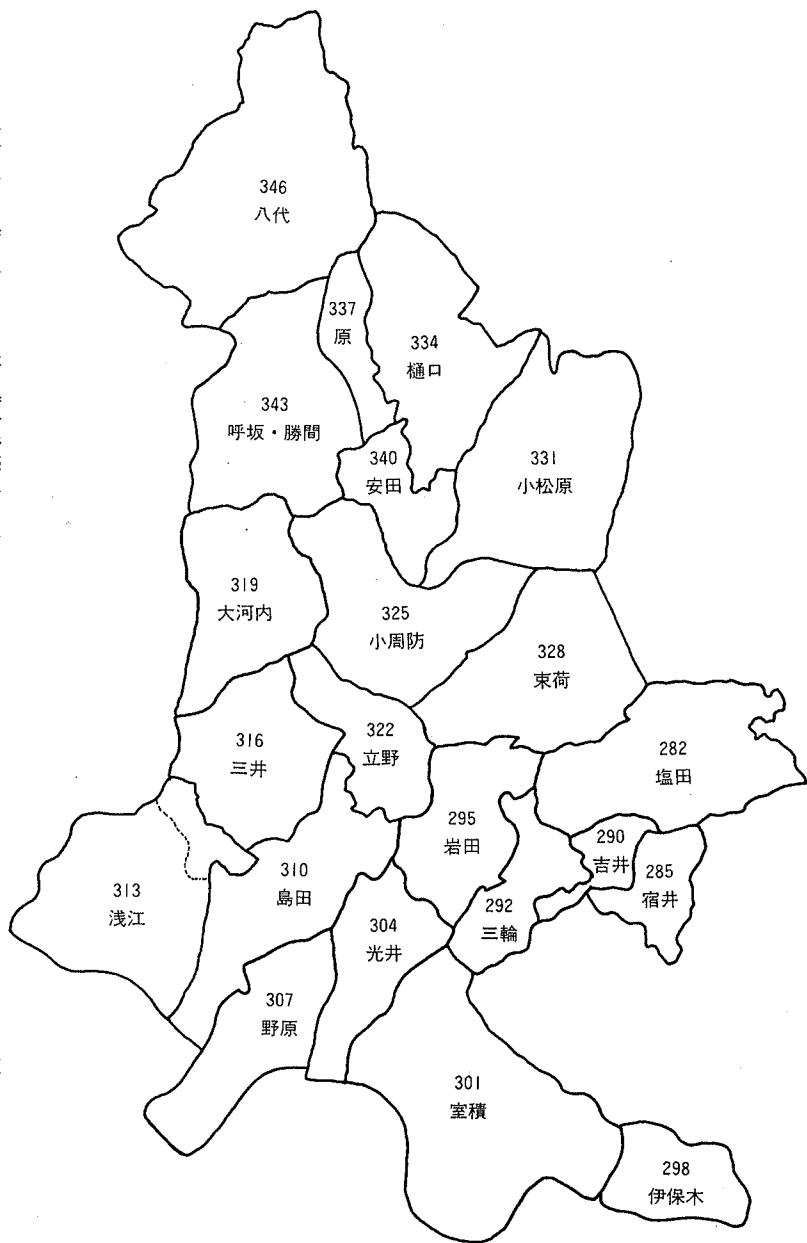 346
八代
337
原
334
樋口
343
呼坂・勝間
340
安田
331
小松原
319
大河内
325
小周防
328
束荷
316
三井
322
立野
282
塩田
295
岩田
290
吉井
285
宿井
313
浅江
310
島田
292
三輪
304
光井
307
野原
301
室積
298
伊保木